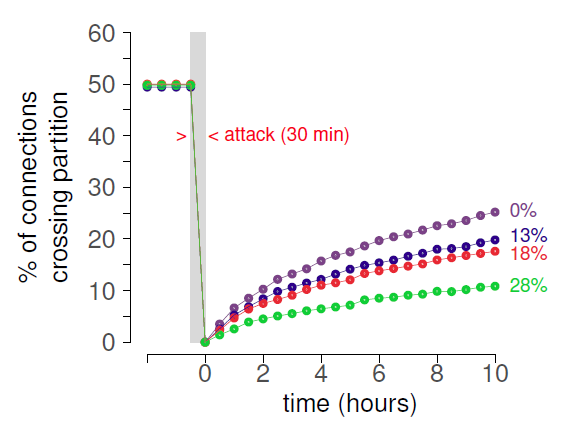 60
50
40
30
20
10
0
% of connections
crossing partition
> < attack (30 min)
0%
13%
18%
28%
0 2 4 6 8 10
time (hours)